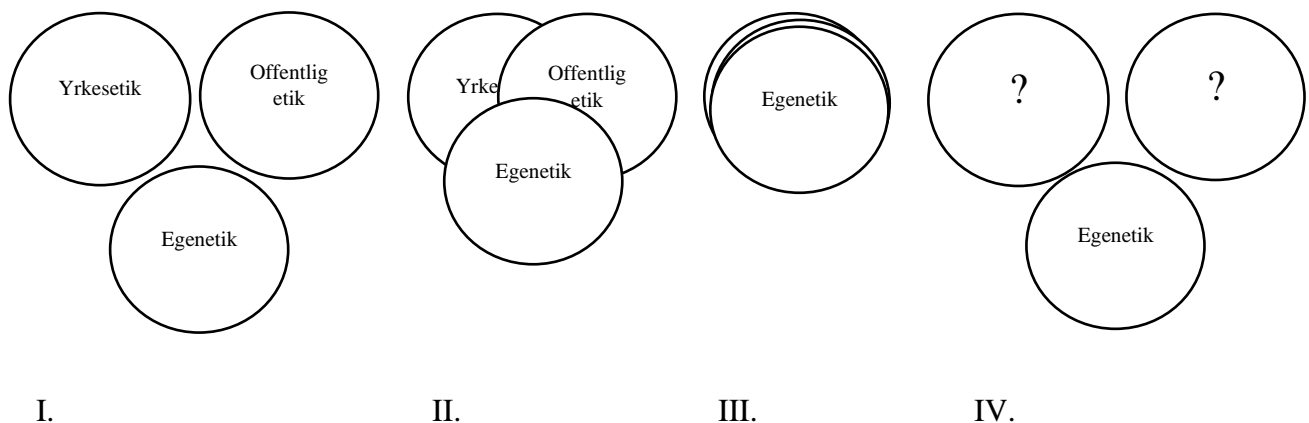 Yrkesetik
Offentlig
etik
Egenetik
Yrke
Offentlig
etik
Egenetik
Egenetik
?
?
Egenetik
I.
II.
III.
IV.